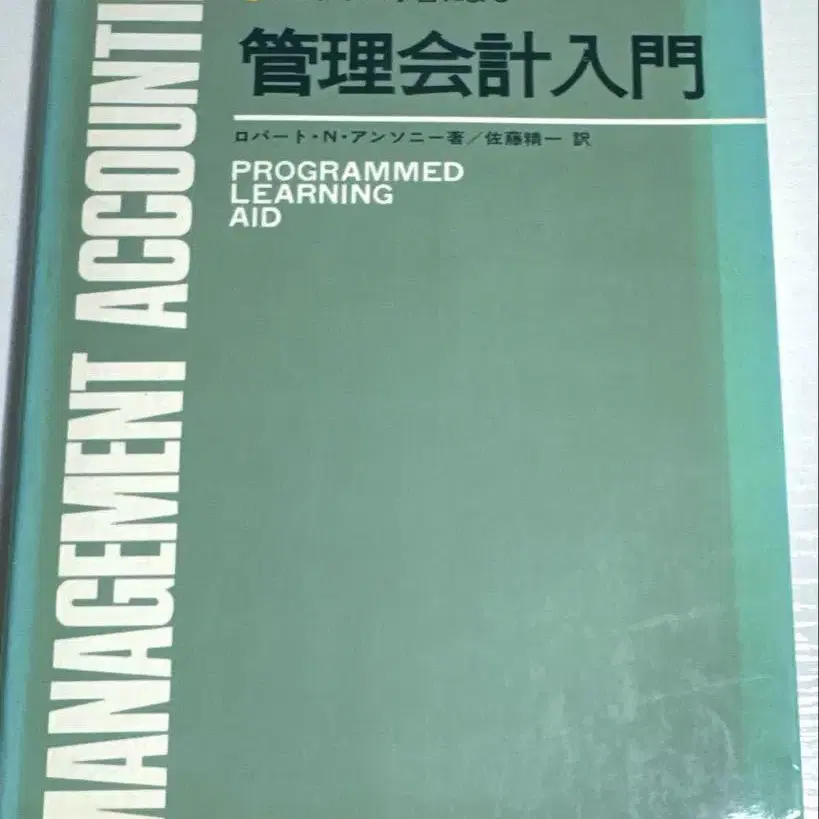 管理会計入門
ロバート・N・アンソニー著／佐藤精一 訳
PROGRAMMED
LEARNING
AID
MANAGEMENT ACCOUNTIN